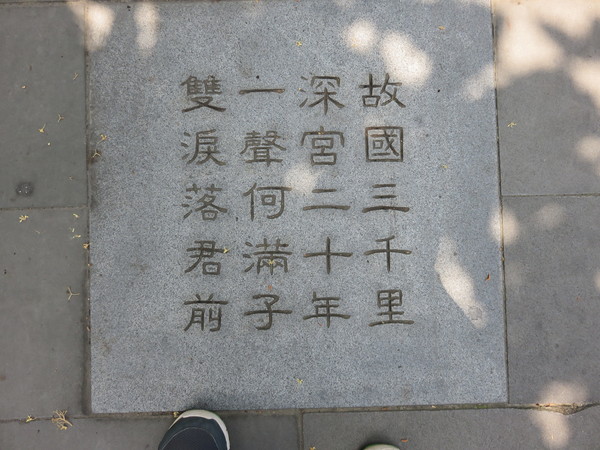 故國三千里
深宮二十年
一聲何滿子
雙淚落君前